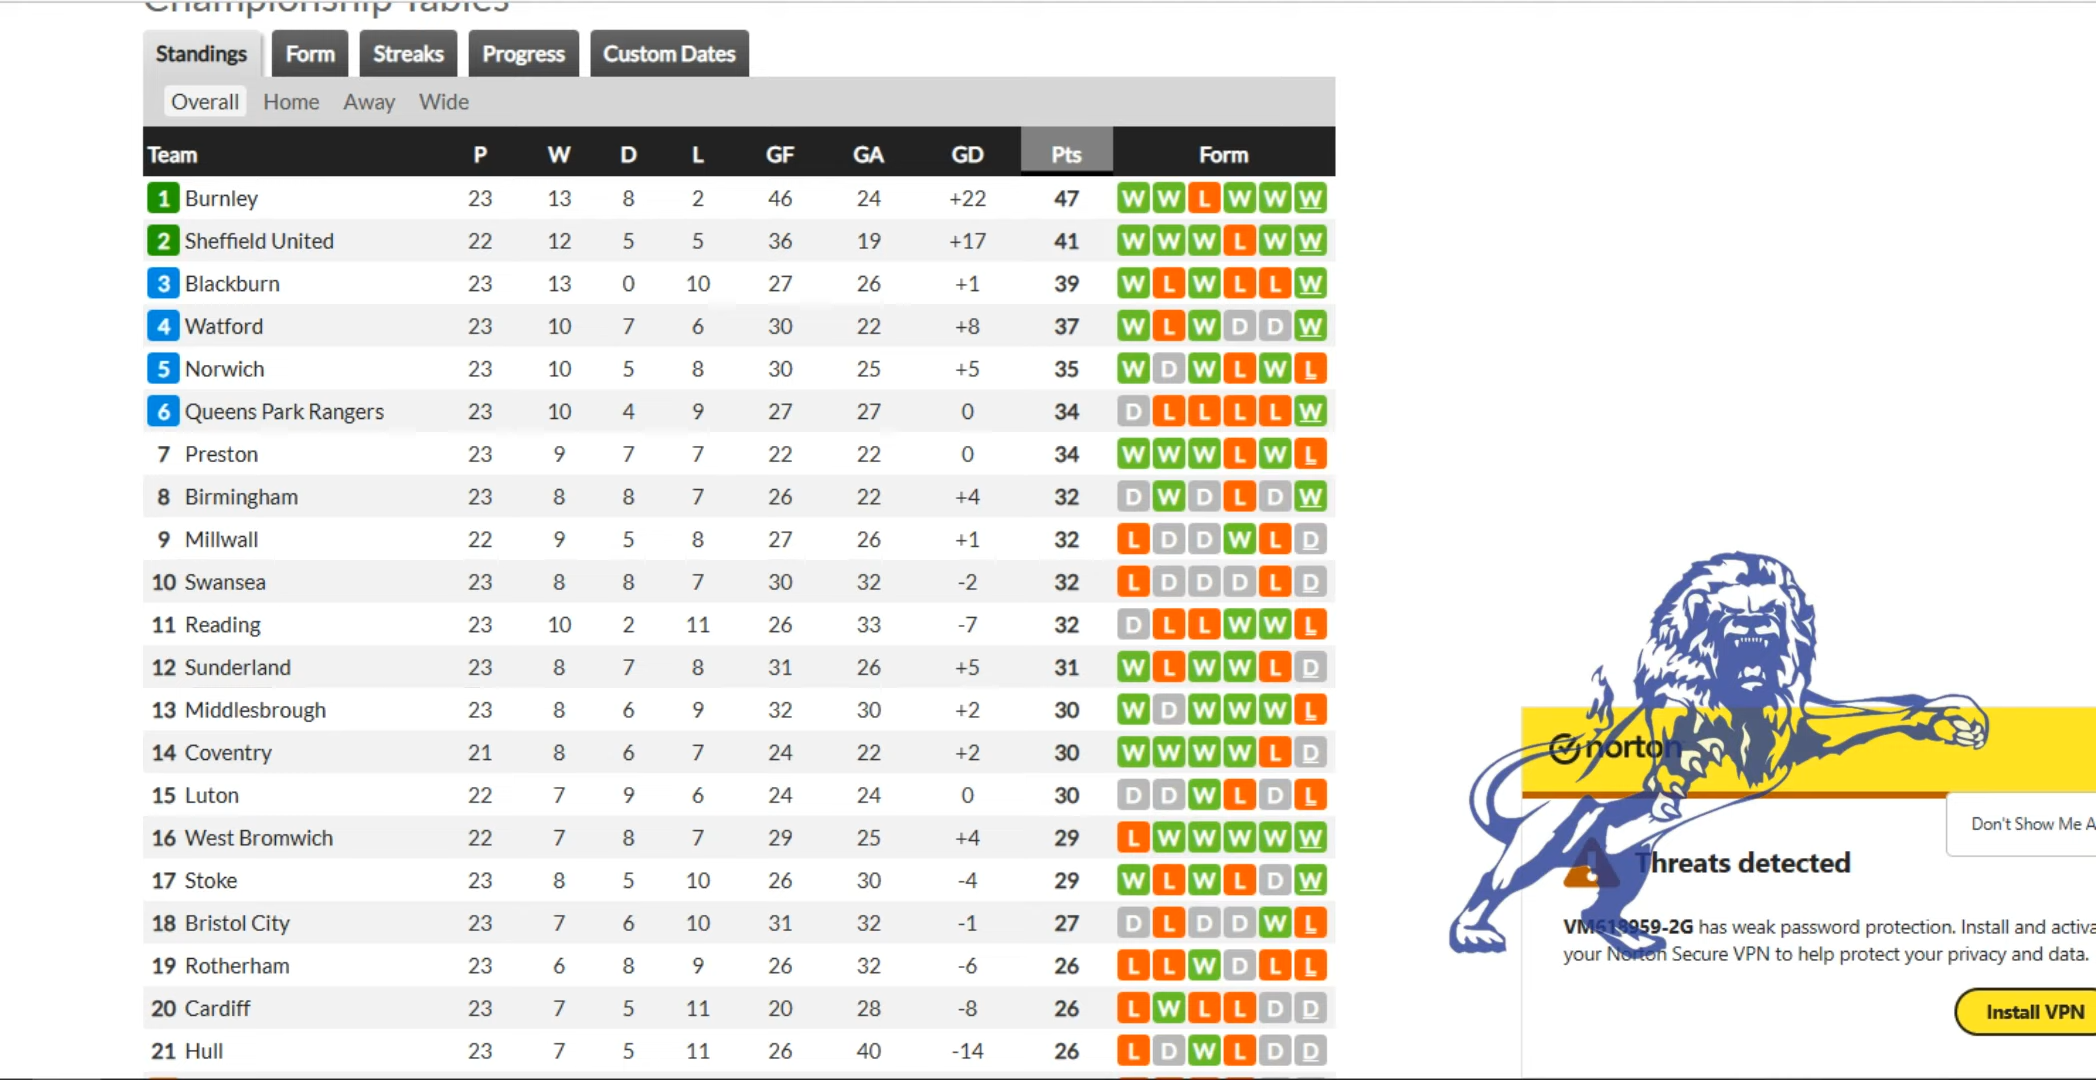 Championship Tables
Standings Form Streaks Progress Custom Dates
Overall Home Away Wide
Team P W D L GF GA GD Pts Form
1 Burnley 23 13 8 2 46 24 +22 47 W W L W W W
2 Sheffield United 22 12 5 5 36 19 +17 41 W W W L W W
3 Blackburn 23 13 0 10 27 26 +1 39 W L W L L W
4 Watford 23 10 7 6 30 22 +8 37 W L W D D W
5 Norwich 23 10 5 8 30 25 +5 35 W D W L W L
6 Queens Park Rangers 23 10 4 9 27 27 0 34 D L L L L W
7 Preston 23 9 7 7 22 22 0 34 W W W L W L
8 Birmingham 23 8 8 7 26 22 +4 32 D W D L D W
9 Millwall 22 9 5 8 27 26 +1 32 L D D W L D
10 Swansea 23 8 8 7 30 32 -2 32 L D D D L D
11 Reading 23 10 2 11 26 33 -7 32 D L L W W L
12 Sunderland 23 8 7 8 31 26 +5 31 W L W W L D
13 Middlesbrough 23 8 6 9 32 30 +2 30 W D W W W L
14 Coventry 21 8 6 7 24 22 +2 30 W W W W L D
15 Luton 22 7 9 6 24 24 0 30 D D W L D L
16 West Bromwich 22 7 8 7 29 25 +4 29 L W W W W W
17 Stoke 23 8 5 10 26 30 -4 29 W L W L D W
18 Bristol City 23 7 6 10 31 32 -1 27 D L D D W L
19 Rotherham 23 6 8 9 26 32 -6 26 L L W D L L
20 Cardiff 23 7 5 11 20 28 -8 26 L W L L D D
21 Hull 23 7 5 11 26 40 -14 26 L D W L D D
norton
Don't Show Me A
Threats detected
VM618959-2G has weak password protection. Install and activa
your Norton Secure VPN to help protect your privacy and data.
Install VPN